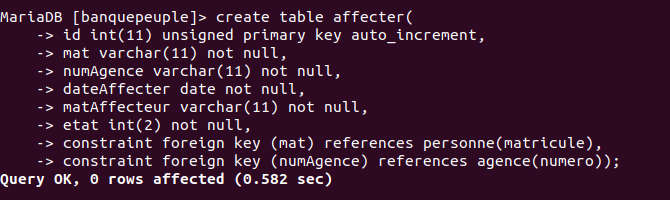 MariaDB [banquepeuple]> create table affecter(
-> id int(11) unsigned primary key auto_increment,
-> mat varchar(11) not null,
-> numAgence varchar(11) not null,
-> dateAffecter date not null,
-> matAffecteur varchar(11) not null,
-> etat int(2) not null,
-> constraint foreign key (mat) references personne(matricule),
-> constraint foreign key (numAgence) references agence(numero));
Query OK, 0 rows affected (0.582 sec)